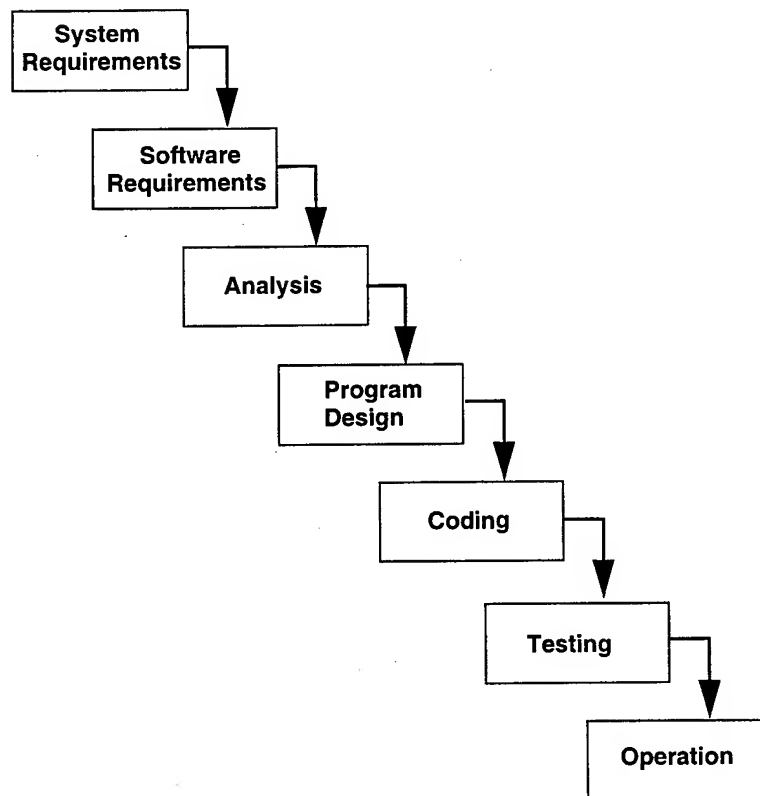 System
Requirements
Software
Requirements
Analysis
Program
Design
Coding
Testing
Operation